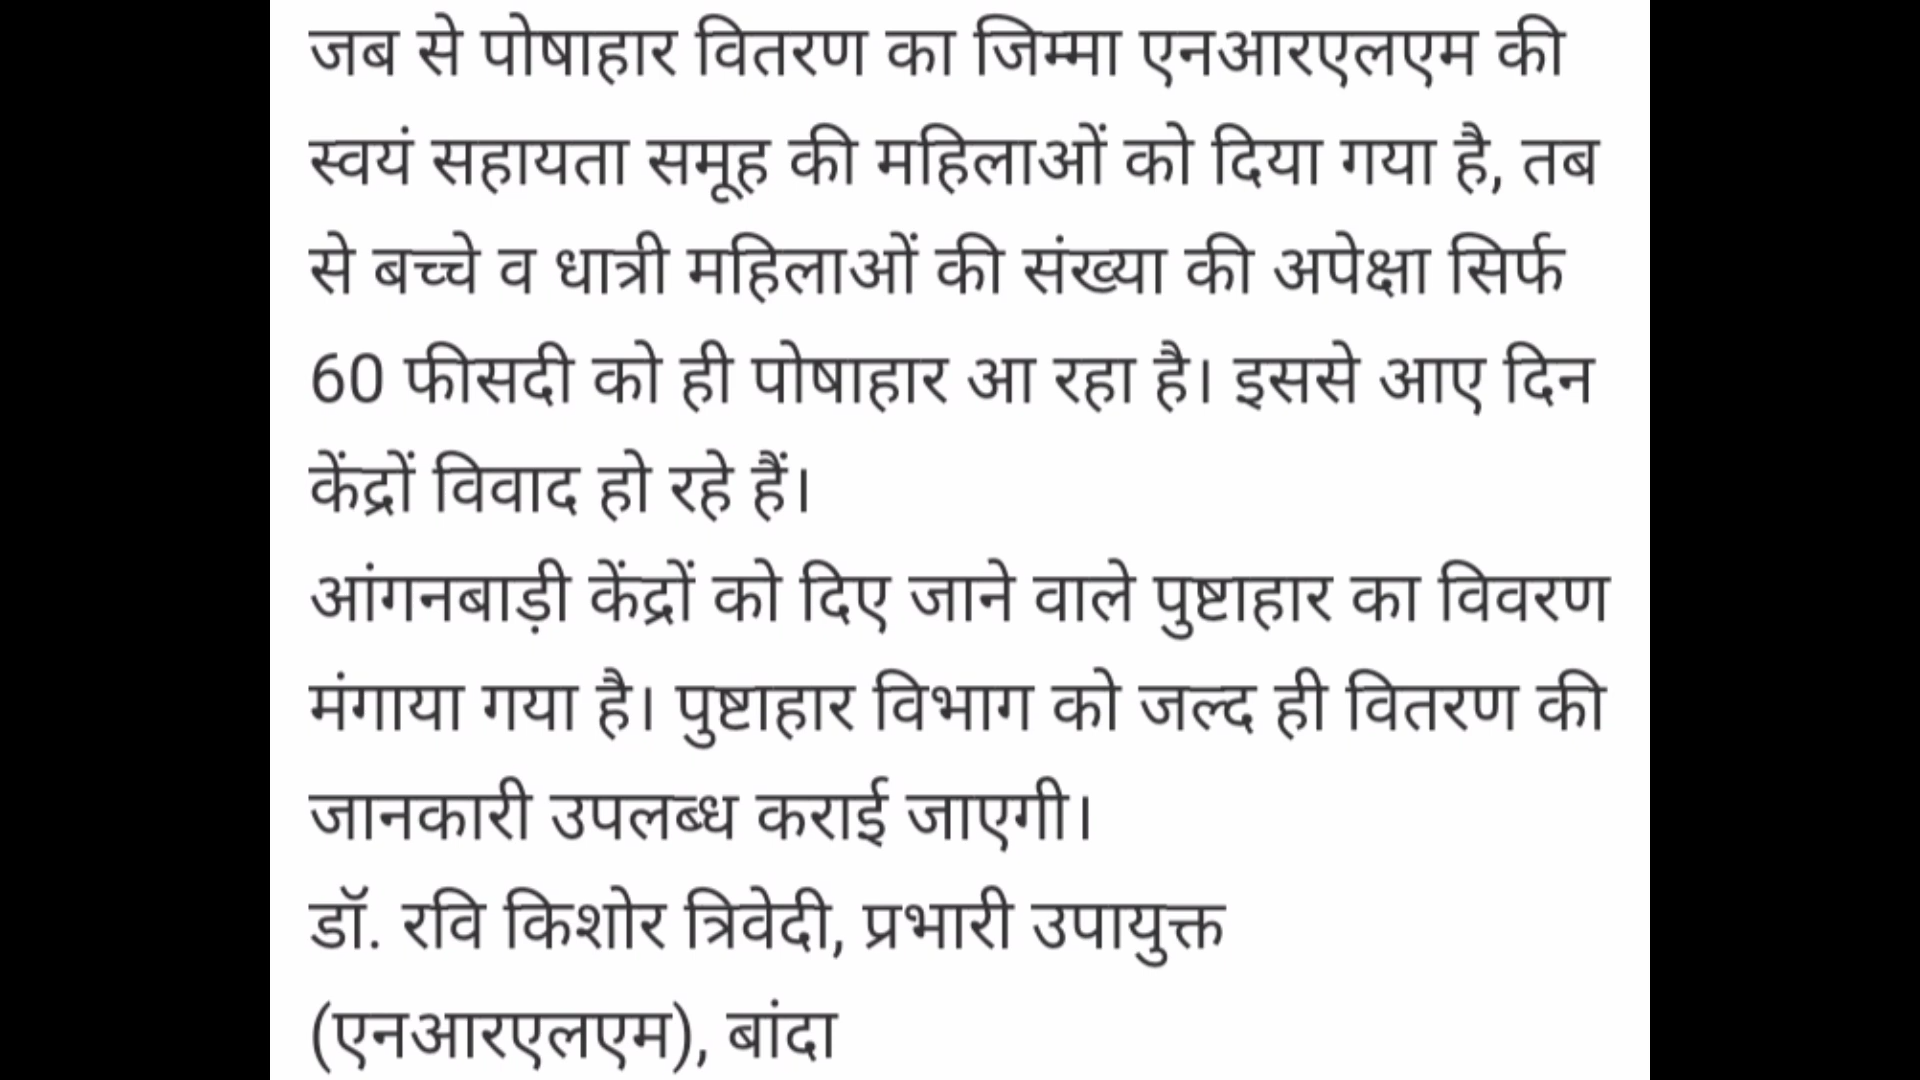 जब से पोषाहार वितरण का जिम्मा एनआरएलएम की
स्वयं सहायता समूह की महिलाओं को दिया गया है, तब
से बच्चे व धात्री महिलाओं की संख्या की अपेक्षा सिर्फ
60 फीसदी को ही पोषाहार आ रहा है। इससे आए दिन
केंद्रों विवाद हो रहे हैं।
आंगनबाड़ी केंद्रों को दिए जाने वाले पुष्टाहार का विवरण
मंगाया गया है। पुष्टाहार विभाग को जल्द ही वितरण की
जानकारी उपलब्ध कराई जाएगी।
डॉ. रवि किशोर त्रिवेदी, प्रभारी उपायुक्त
(एनआरएलएम), बांदा